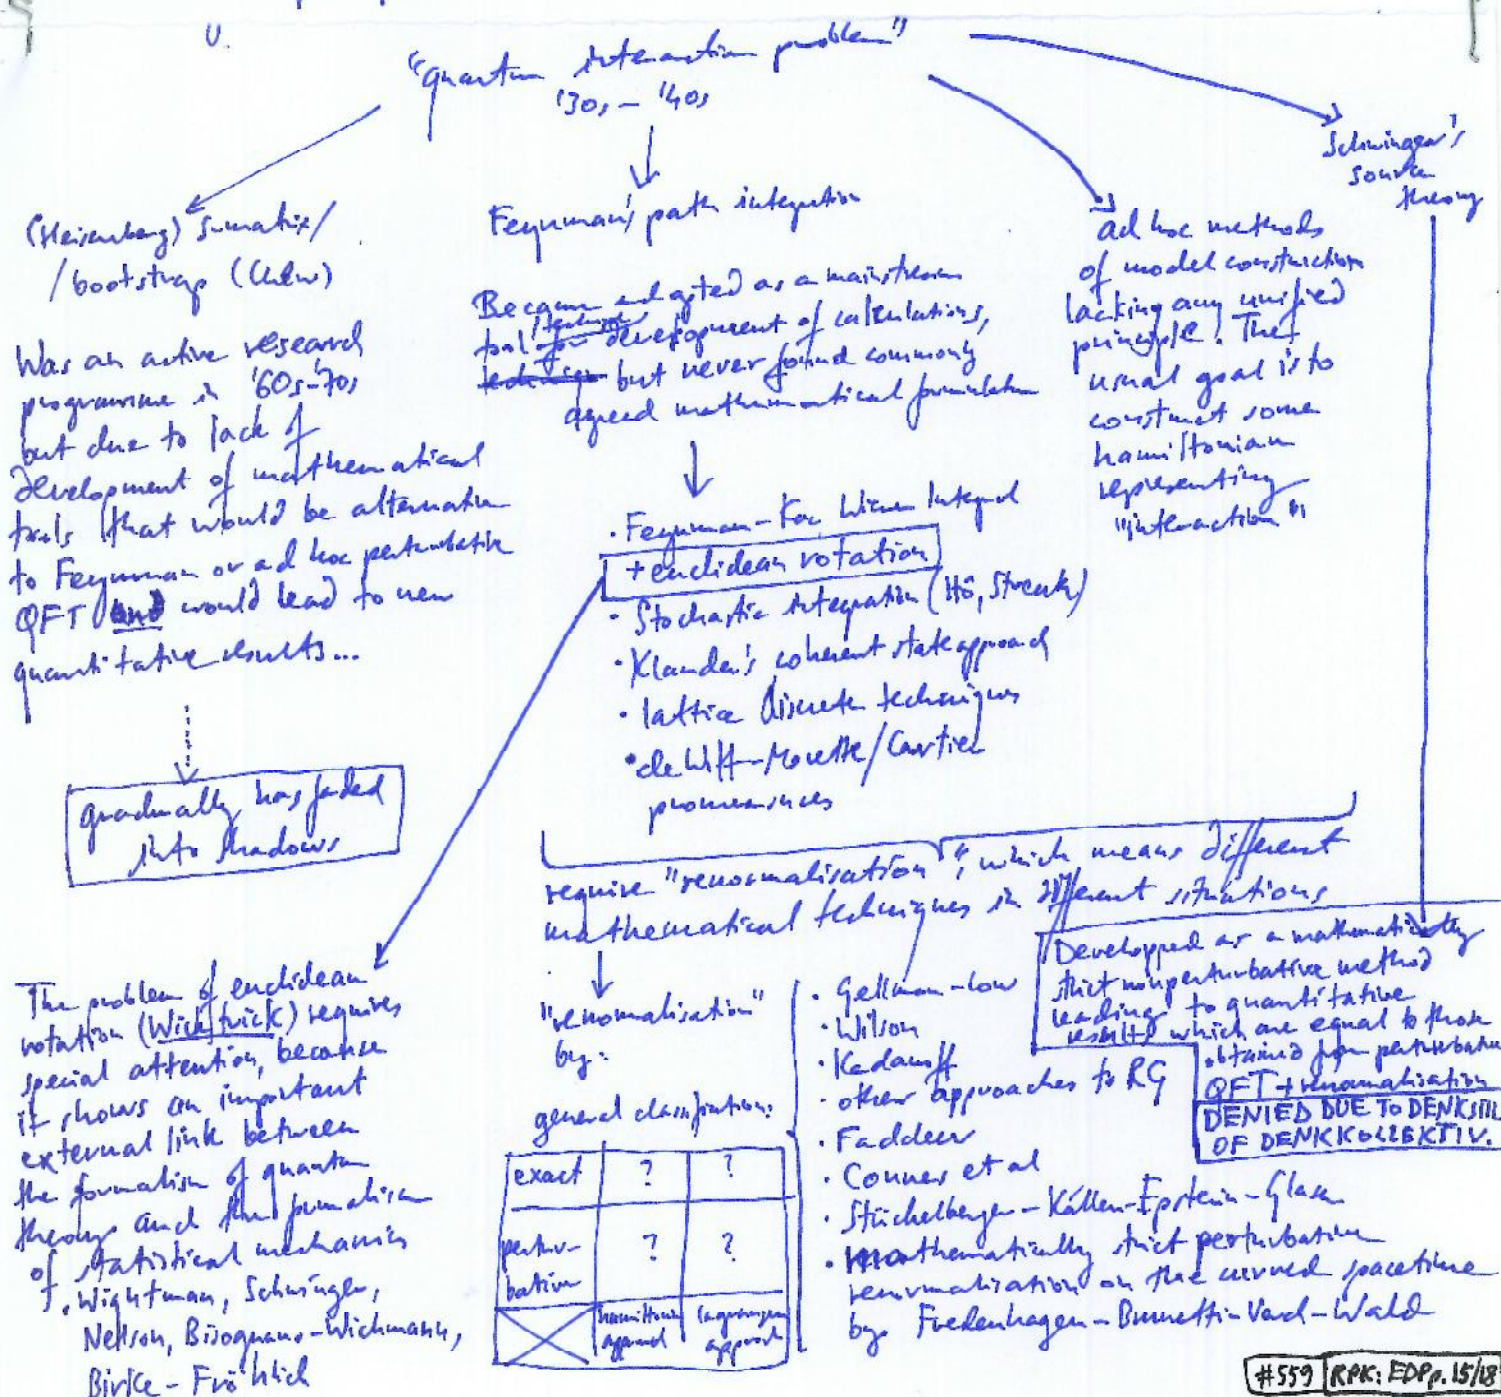 U.
"quantum interaction problem"
'30s – '40s
(Heisenberg) S-matrix/
/bootstrap (Chew)
Was an active research
programme in '60s-'70s
but due to lack of
development of mathematical
tools that would be alternative
to Feynman or ad hoc perturbative
QFT and would lead to new
quantitative results...
gradually has faded
into shadows
Feynman's path integration
Became adopted as a mainstream
tool for development of calculations,
but never found commonly
agreed mathematical formulation
· Feynman-Kac Wiener Integral
+ euclidean rotation
· Stochastic integration (Itô, Streater)
· Klauder's coherent state approach
· lattice discrete techniques
· deWitt-Morette/Cartier
promeasures
ad hoc methods
of model construction
lacking any unified
principle. The
usual goal is to
construct some
hamiltonian
representing
"interaction"
Schwinger's
source
theory
require "renormalisation", which means different
mathematical techniques in different situations
The problem of euclidean
rotation (Wick trick) requires
special attention, because
it shows an important
external link between
the formalism of quantum
theory and the formalism
of statistical mechanics
· Wightman, Schwinger,
Nelson, Bisognano-Wichmann,
Birke-Fröhlich
"renormalisation"
by:
general classification:
exact ? ?
pertur- ? ?
bative
hamiltonian lagrangian
approach approach
· Gellman-Low
· Wilson
· Kadanoff
· other approaches to RG
· Faddeev
· Connes et al
· Stückelberger-Källen-Epstein-Glaser
· mathematically strict perturbative
renormalization on the curved spacetime
by Fredenhagen-Brunetti-Verch-Wald
Developped as a mathematically
strict nonperturbative method
leading to quantitative
results which are equal to those
obtained from perturbative
QFT + renormalisation
DENIED DUE TO DENKSTIL
OF DENKKOLLEKTIV.
#559 RPK: EDP p. 15/18